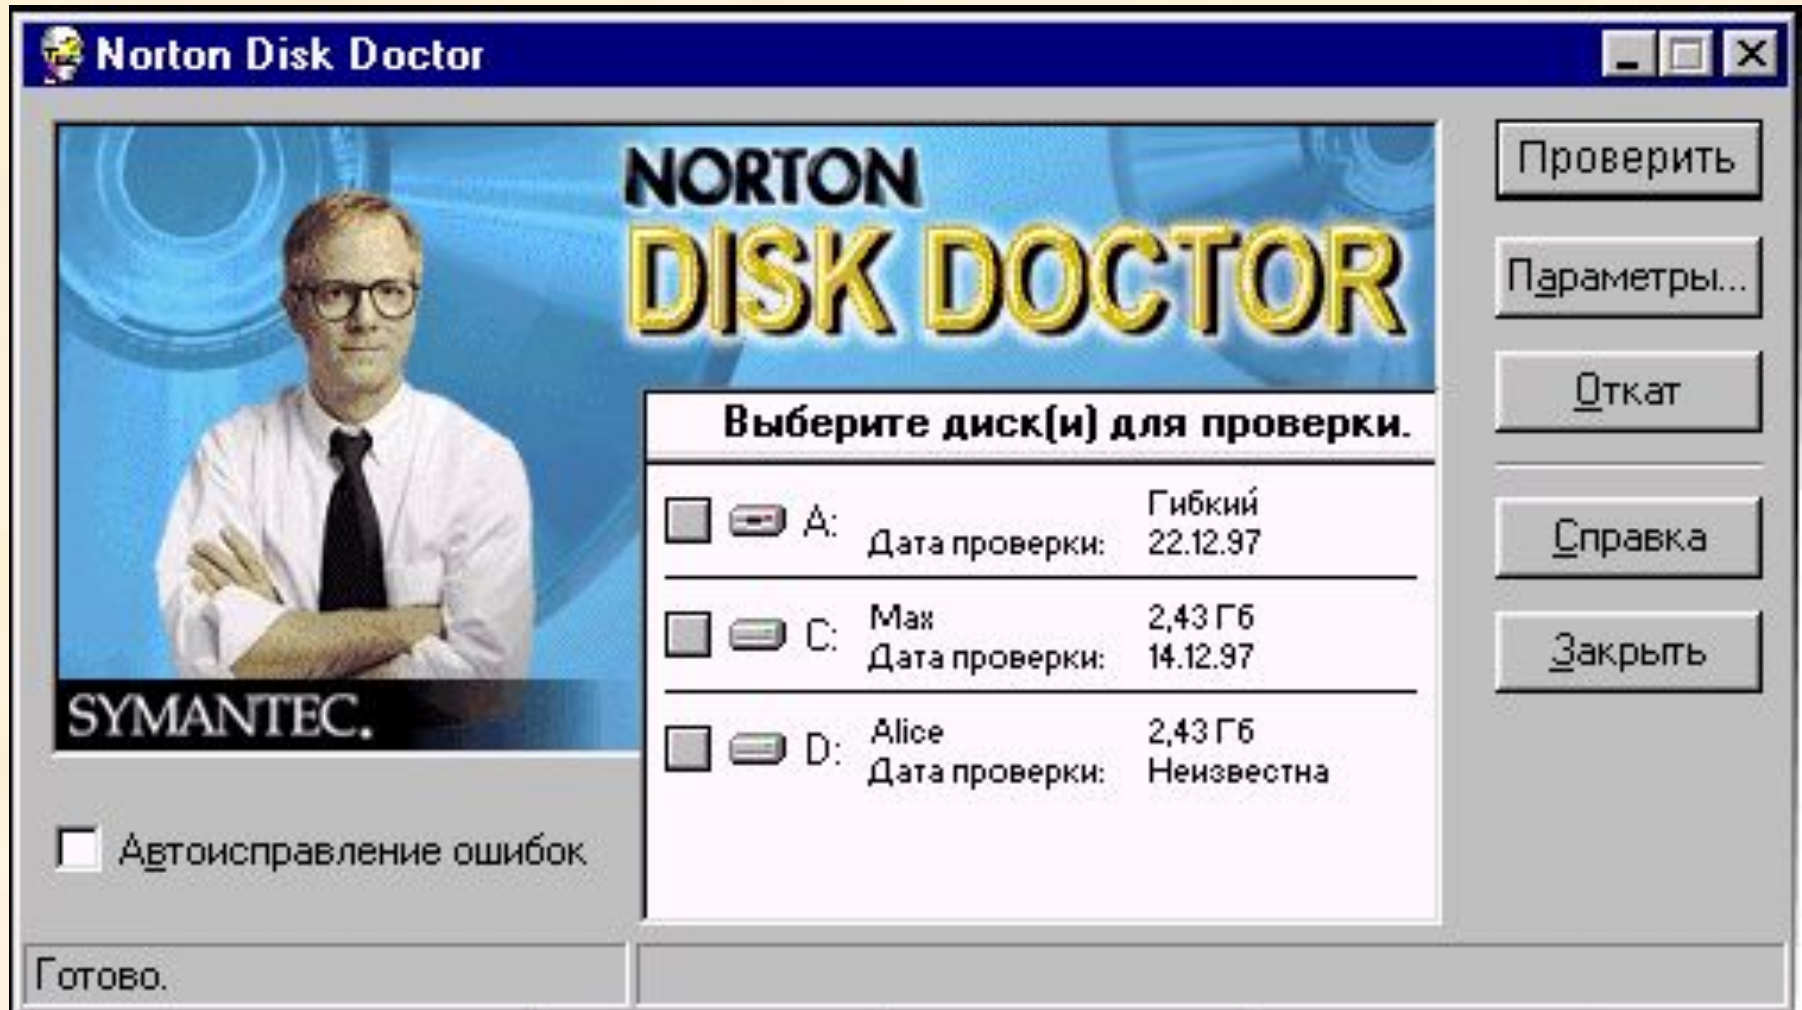 Norton Disk Doctor
NORTON
DISK DOCTOR
SYMANTEC.
Выберите диск(и) для проверки.
A: Гибкий
Дата проверки: 22.12.97
C: Max 2,43 Гб
Дата проверки: 14.12.97
D: Alice 2,43 Гб
Дата проверки: Неизвестна
Автоисправление ошибок
Проверить
Параметры...
Откат
Справка
Закрыть
Готово.